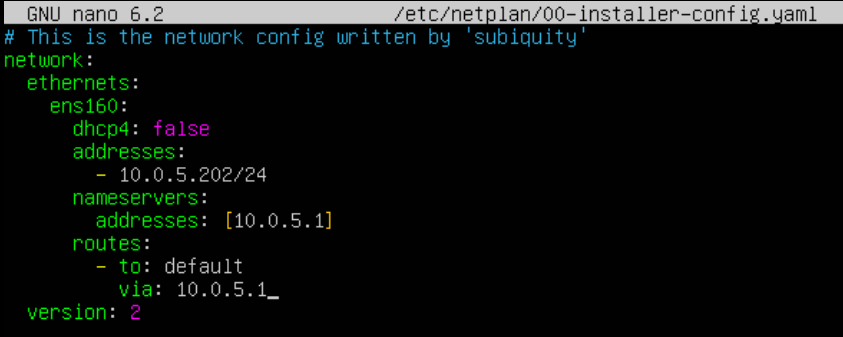 GNU nano 6.2 /etc/netplan/00-installer-config.yaml
# This is the network config written by 'subiquity'
network:
  ethernets:
    ens160:
      dhcp4: false
      addresses:
        - 10.0.5.202/24
      nameservers:
        addresses: [10.0.5.1]
      routes:
        - to: default
          via: 10.0.5.1
  version: 2